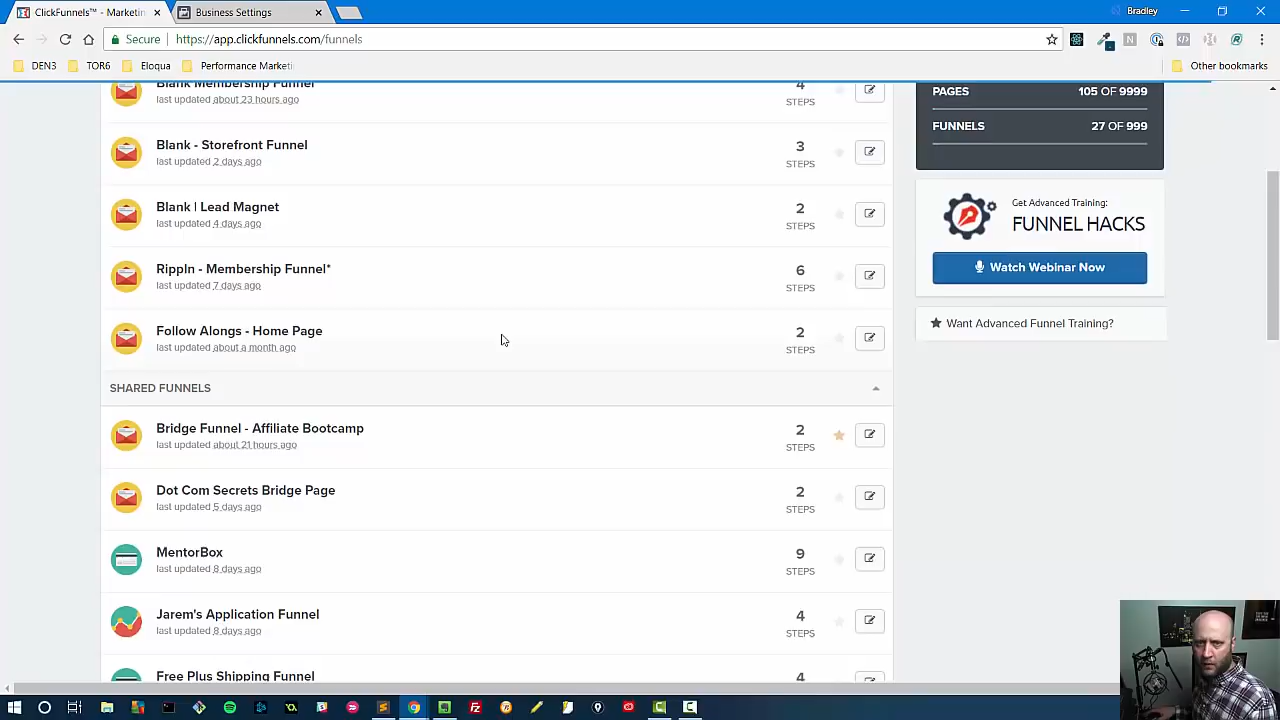 ClickFunnels™ - Marketin
Business Settings
Bradley
Secure
https://app.clickfunnels.com/funnels
DEN3
TOR6
Eloqua
Performance Marketi
Other bookmarks
Blank Membership Funnel
last updated about 23 hours ago
4
STEPS
Blank - Storefront Funnel
last updated 2 days ago
3
STEPS
Blank | Lead Magnet
last updated 4 days ago
2
STEPS
RippIn - Membership Funnel*
last updated 7 days ago
6
STEPS
Follow Alongs - Home Page
last updated about a month ago
2
STEPS
SHARED FUNNELS
Bridge Funnel - Affiliate Bootcamp
last updated about 21 hours ago
2
STEPS
Dot Com Secrets Bridge Page
last updated 5 days ago
2
STEPS
MentorBox
last updated 8 days ago
9
STEPS
Jarem's Application Funnel
last updated 8 days ago
4
STEPS
Free Plus Shipping Funnel
4
PAGES 105 OF 9999
FUNNELS 27 OF 999
Get Advanced Training:
FUNNEL HACKS
Watch Webinar Now
Want Advanced Funnel Training?